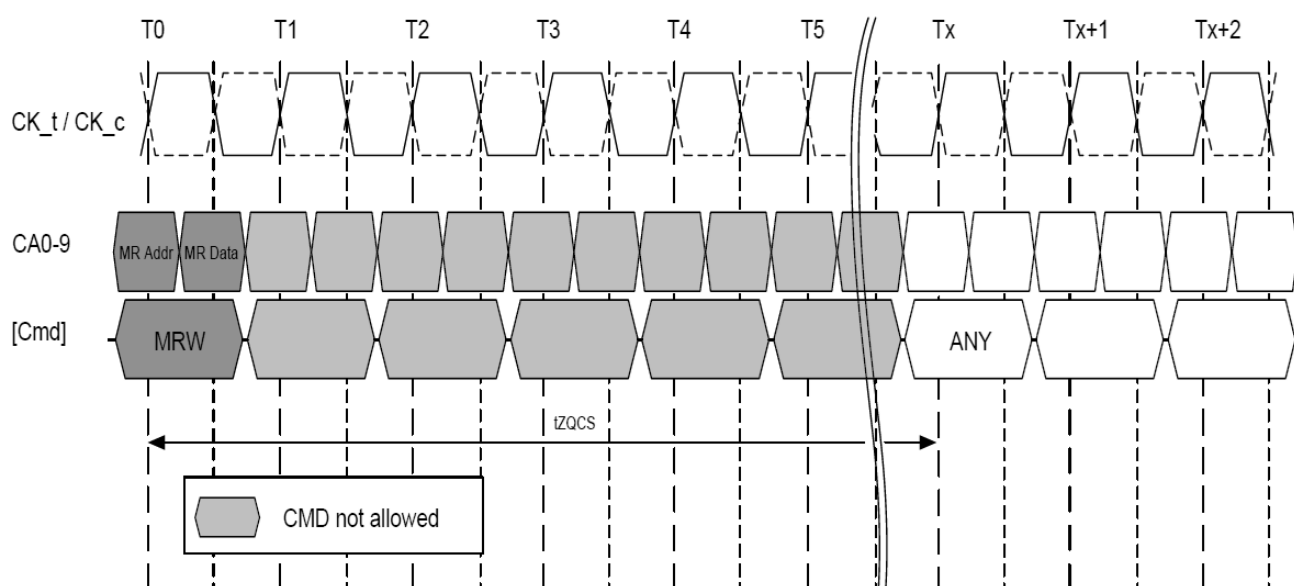 T0 T1 T2 T3 T4 T5 Tx Tx+1 Tx+2
CK_t / CK_c
CA0-9 MR Addr MR Data
[Cmd] MRW ANY
tZQCS
CMD not allowed